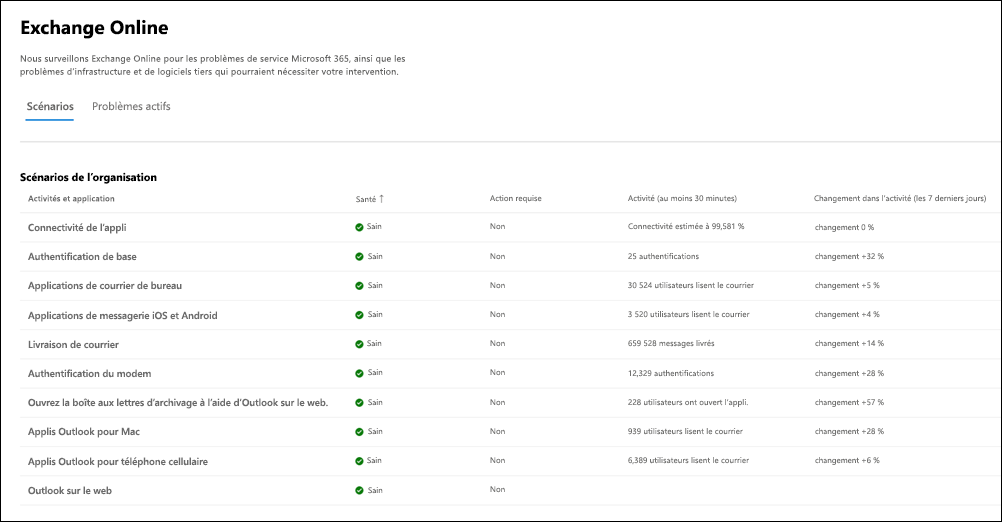 Exchange Online
Nous surveillons Exchange Online pour les problèmes de service Microsoft 365, ainsi que les
problèmes d'infrastructure et de logiciels tiers qui pourraient nécessiter votre intervention.
Scénarios Problèmes actifs
Scénarios de l'organisation
Activités et application Santé ↑ Action requise Activité (au moins 30 minutes) Changement dans l'activité (les 7 derniers jours)
Connectivité de l'appli Sain Non Connectivité estimée à 99,581 % changement 0 %
Authentification de base Sain Non 25 authentifications changement +32 %
Applications de courrier de bureau Sain Non 30 524 utilisateurs lisent le courrier changement +5 %
Applications de messagerie iOS et Android Sain Non 3 520 utilisateurs lisent le courrier changement +4 %
Livraison de courrier Sain Non 659 528 messages livrés changement +14 %
Authentification du modem Sain Non 12,329 authentifications changement +28 %
Ouvrez la boîte aux lettres d'archivage à l'aide d'Outlook sur le web. Sain Non 228 utilisateurs ont ouvert l'appli. changement +57 %
Applis Outlook pour Mac Sain Non 939 utilisateurs lisent le courrier changement +28 %
Applis Outlook pour téléphone cellulaire Sain Non 6,389 utilisateurs lisent le courrier changement +6 %
Outlook sur le web Sain Non